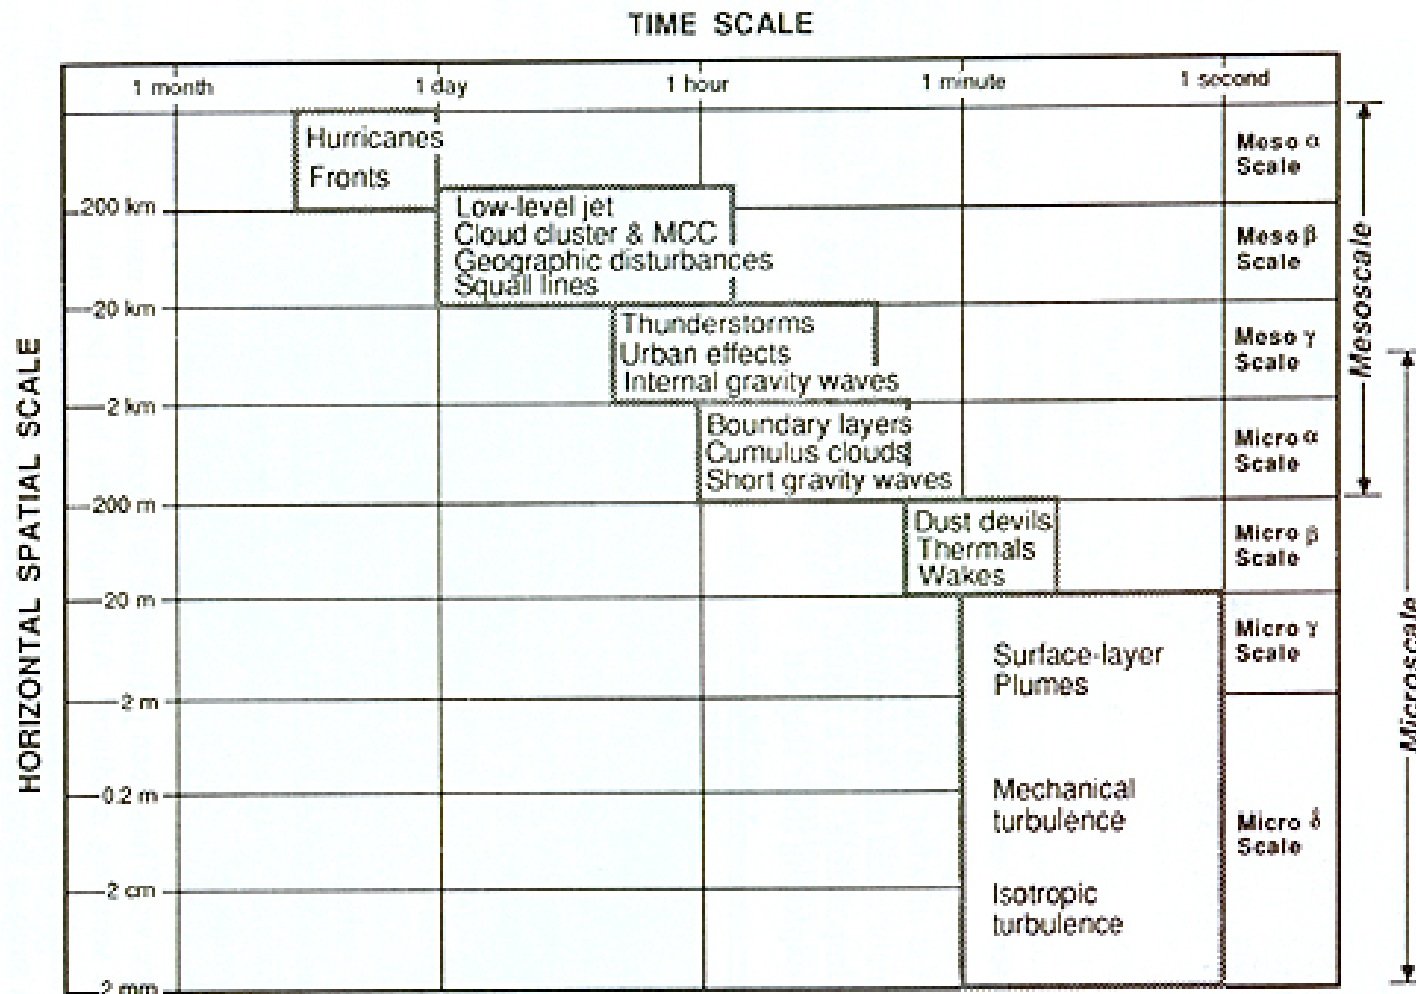 TIME SCALE
1 month 1 day 1 hour 1 minute 1 second
Hurricanes
Fronts
Meso α
Scale
200 km
Low-level jet
Cloud cluster & MCC
Geographic disturbances
Squall lines
Meso β
Scale
20 km
Thunderstorms
Urban effects
Internal gravity waves
Meso γ
Scale
2 km
Boundary layers
Cumulus clouds
Short gravity waves
Micro α
Scale
200 m
Dust devils
Thermals
Wakes
Micro β
Scale
20 m
Surface-layer
Plumes
Micro γ
Scale
2 m
0.2 m
Mechanical
turbulence
Micro δ
Scale
2 cm
Isotropic
turbulence
2 mm
HORIZONTAL SPATIAL SCALE
Mesoscale
Microscale